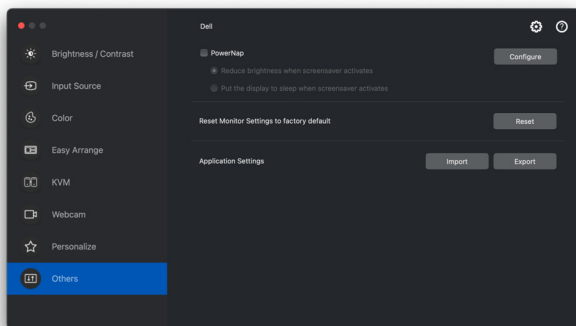 Dell
Brightness / Contrast
Input Source
Color
Easy Arrange
KVM
Webcam
Personalize
Others
PowerNap
Configure
Reduce brightness when screensaver activates
Put the display to sleep when screensaver activates
Reset Monitor Settings to factory default
Reset
Application Settings
Import
Export